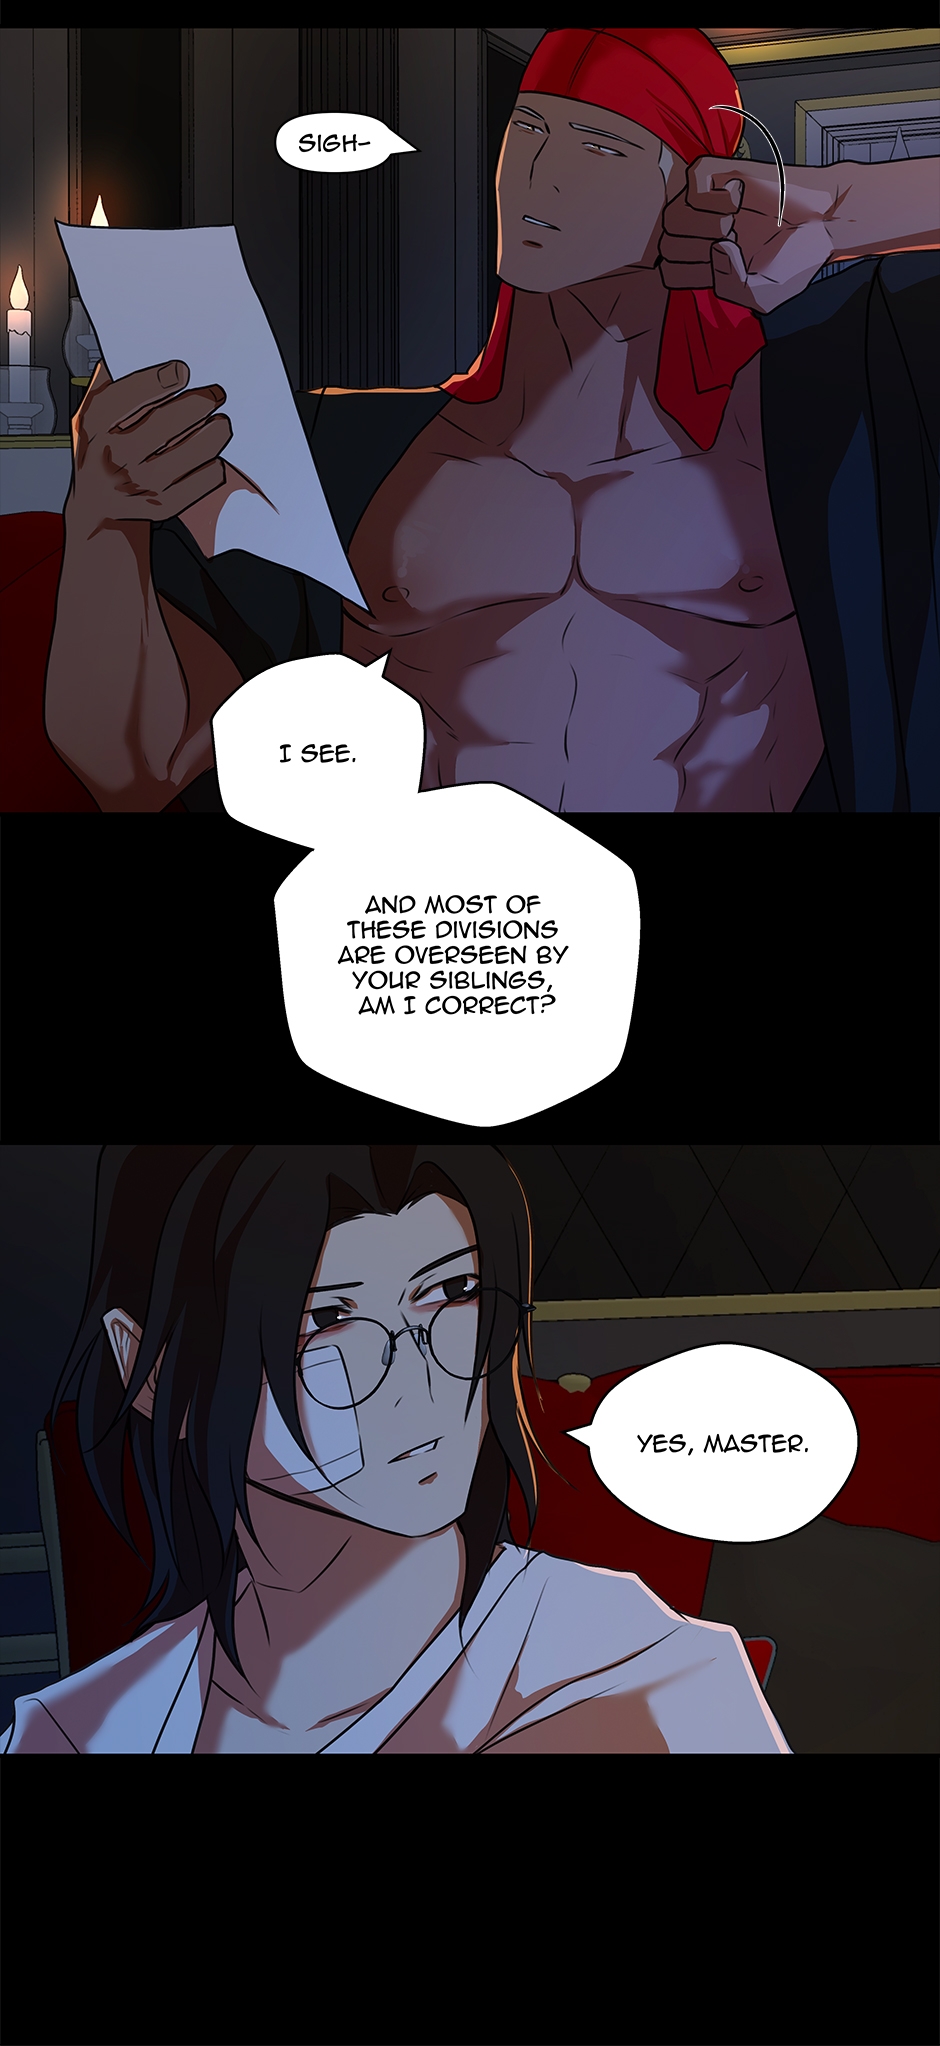 SIGH-
I SEE.
AND MOST OF
THESE DIVISIONS
ARE OVERSEEN BY
YOUR SIBLINGS,
AM I CORRECT?
YES, MASTER.